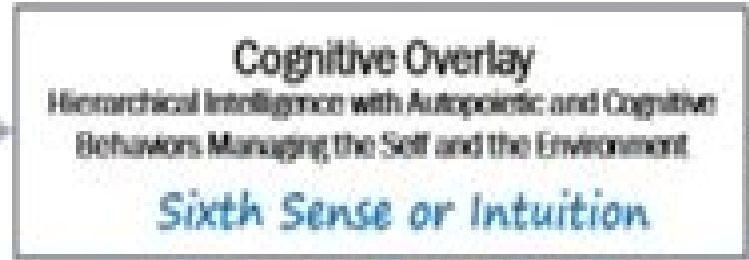 Cognitive Overlay
Hierarchical Intelligence with Autopoietic and Cognitive
Behaviors Managing the Self and the Environment
Sixth Sense or Intuition